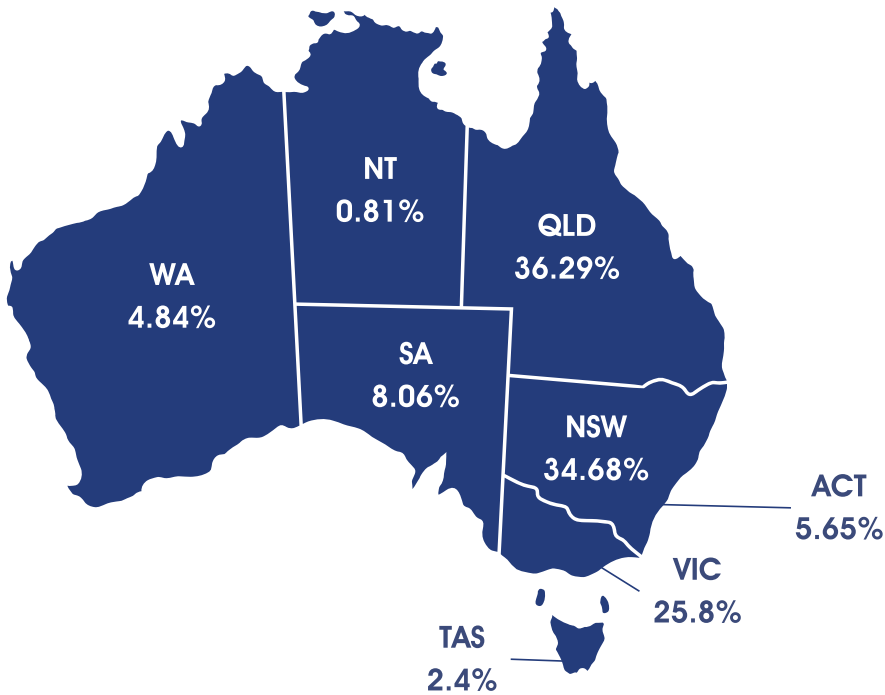 NT
0.81%
QLD
36.29%
WA
4.84%
SA
8.06%
NSW
34.68%
ACT
5.65%
VIC
25.8%
TAS
2.4%